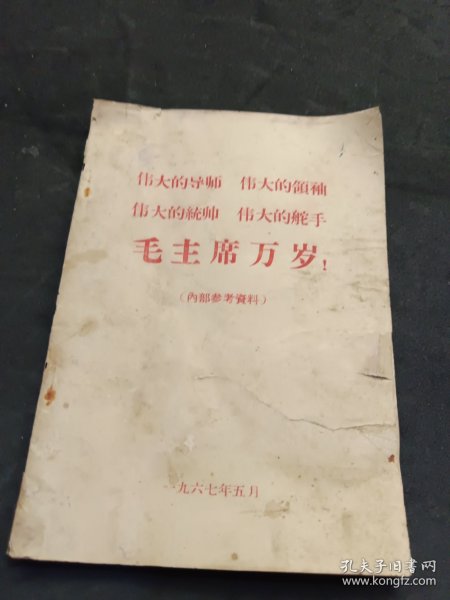 伟大的导师 伟大的領袖
伟大的統帅 伟大的舵手
毛主席万岁!
(內部参考資料)
一九六七年五月
孔夫子旧书网
www.kongfz.com